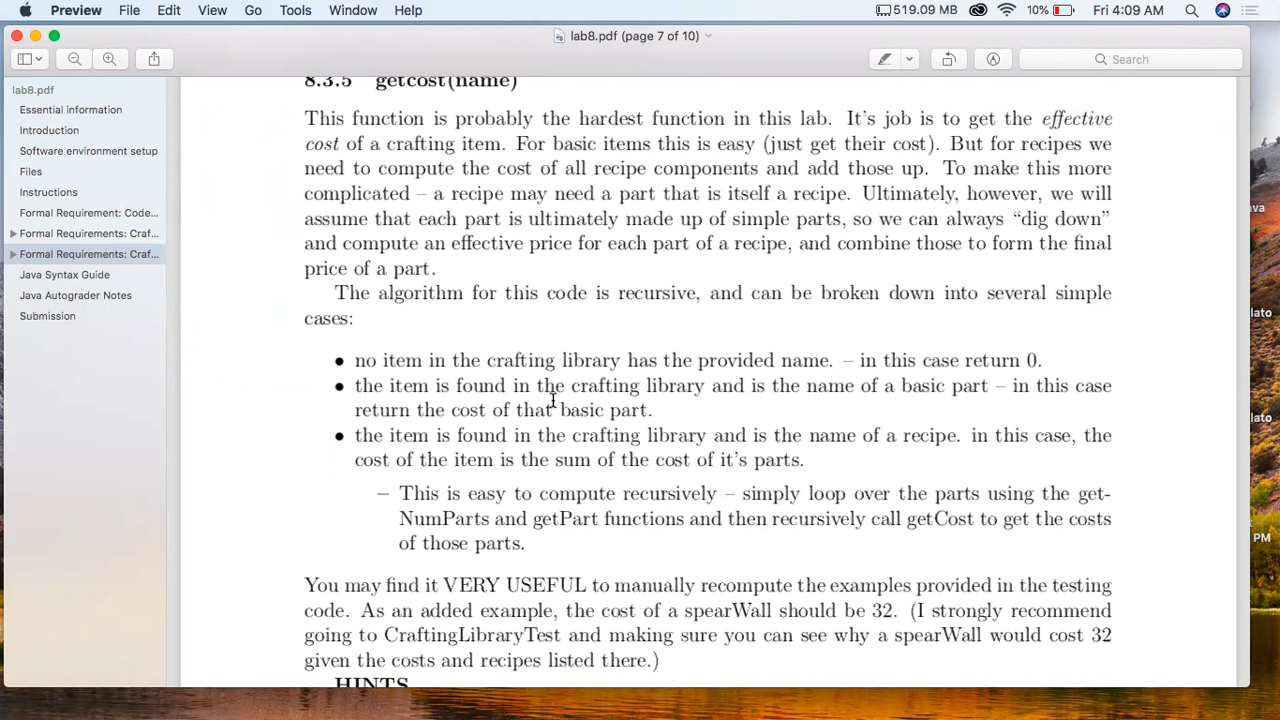 Preview File Edit View Go Tools Window Help 519.09 MB 10% Fri 4:09 AM
lab8.pdf (page 7 of 10)
Search
lab8.pdf
Essential information
Introduction
Software environment setup
Files
Instructions
Formal Requirement: Code...
Formal Requirements: Craf...
Formal Requirements: Craf...
Java Syntax Guide
Java Autograder Notes
Submission
8.3.5 getcost(name)
This function is probably the hardest function in this lab. It's job is to get the effective
cost of a crafting item. For basic items this is easy (just get their cost). But for recipes we
need to compute the cost of all recipe components and add those up. To make this more
complicated – a recipe may need a part that is itself a recipe. Ultimately, however, we will
assume that each part is ultimately made up of simple parts, so we can always “dig down”
and compute an effective price for each part of a recipe, and combine those to form the final
price of a part.
The algorithm for this code is recursive, and can be broken down into several simple
cases:
• no item in the crafting library has the provided name. – in this case return 0.
• the item is found in the crafting library and is the name of a basic part – in this case
return the cost of that basic part.
• the item is found in the crafting library and is the name of a recipe. in this case, the
cost of the item is the sum of the cost of it's parts.
– This is easy to compute recursively – simply loop over the parts using the get-
NumParts and getPart functions and then recursively call getCost to get the costs
of those parts.
You may find it VERY USEFUL to manually recompute the examples provided in the testing
code. As an added example, the cost of a spearWall should be 32. (I strongly recommend
going to CraftingLibraryTest and making sure you can see why a spearWall would cost 32
given the costs and recipes listed there.)
HINTS
va
lato
lato
PM